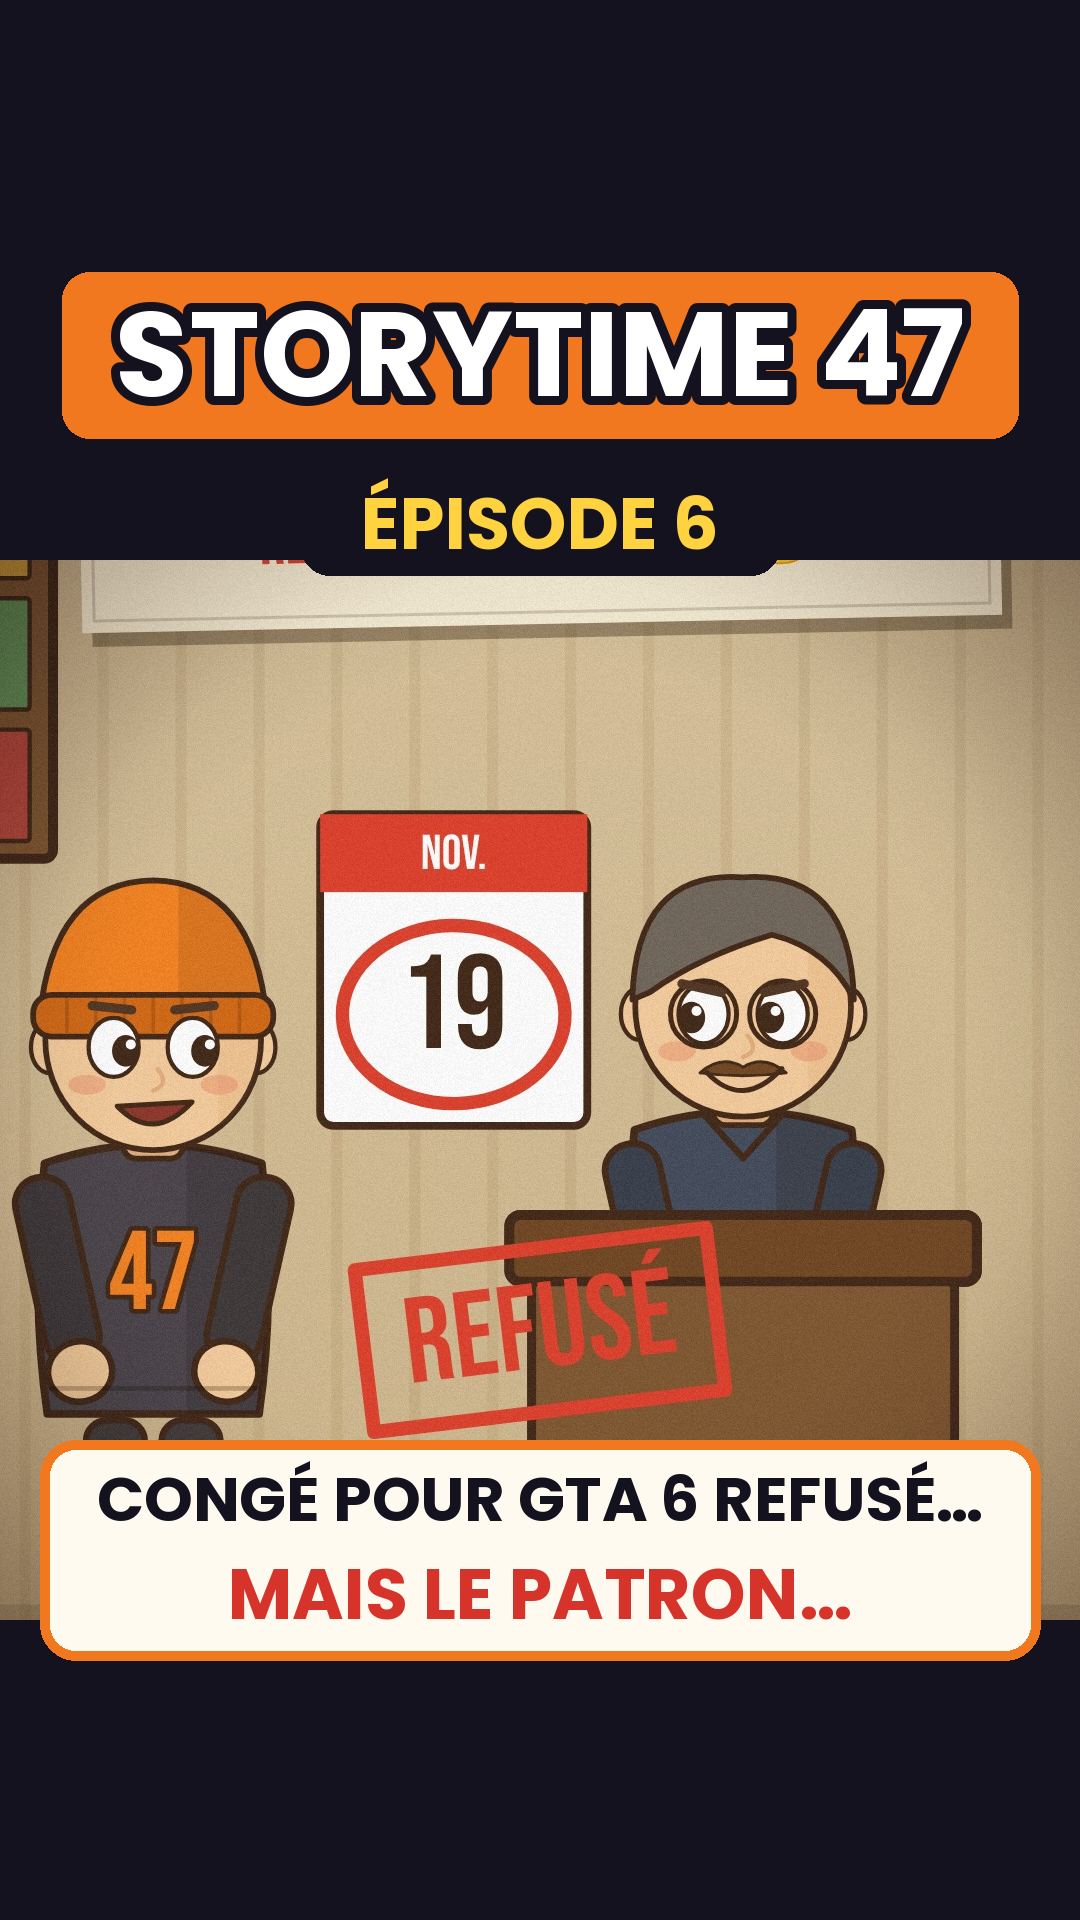 STORYTIME 47
ÉPISODE 6
NOV.
19
47
REFUSÉ
CONGÉ POUR GTA 6 REFUSÉ...
MAIS LE PATRON...